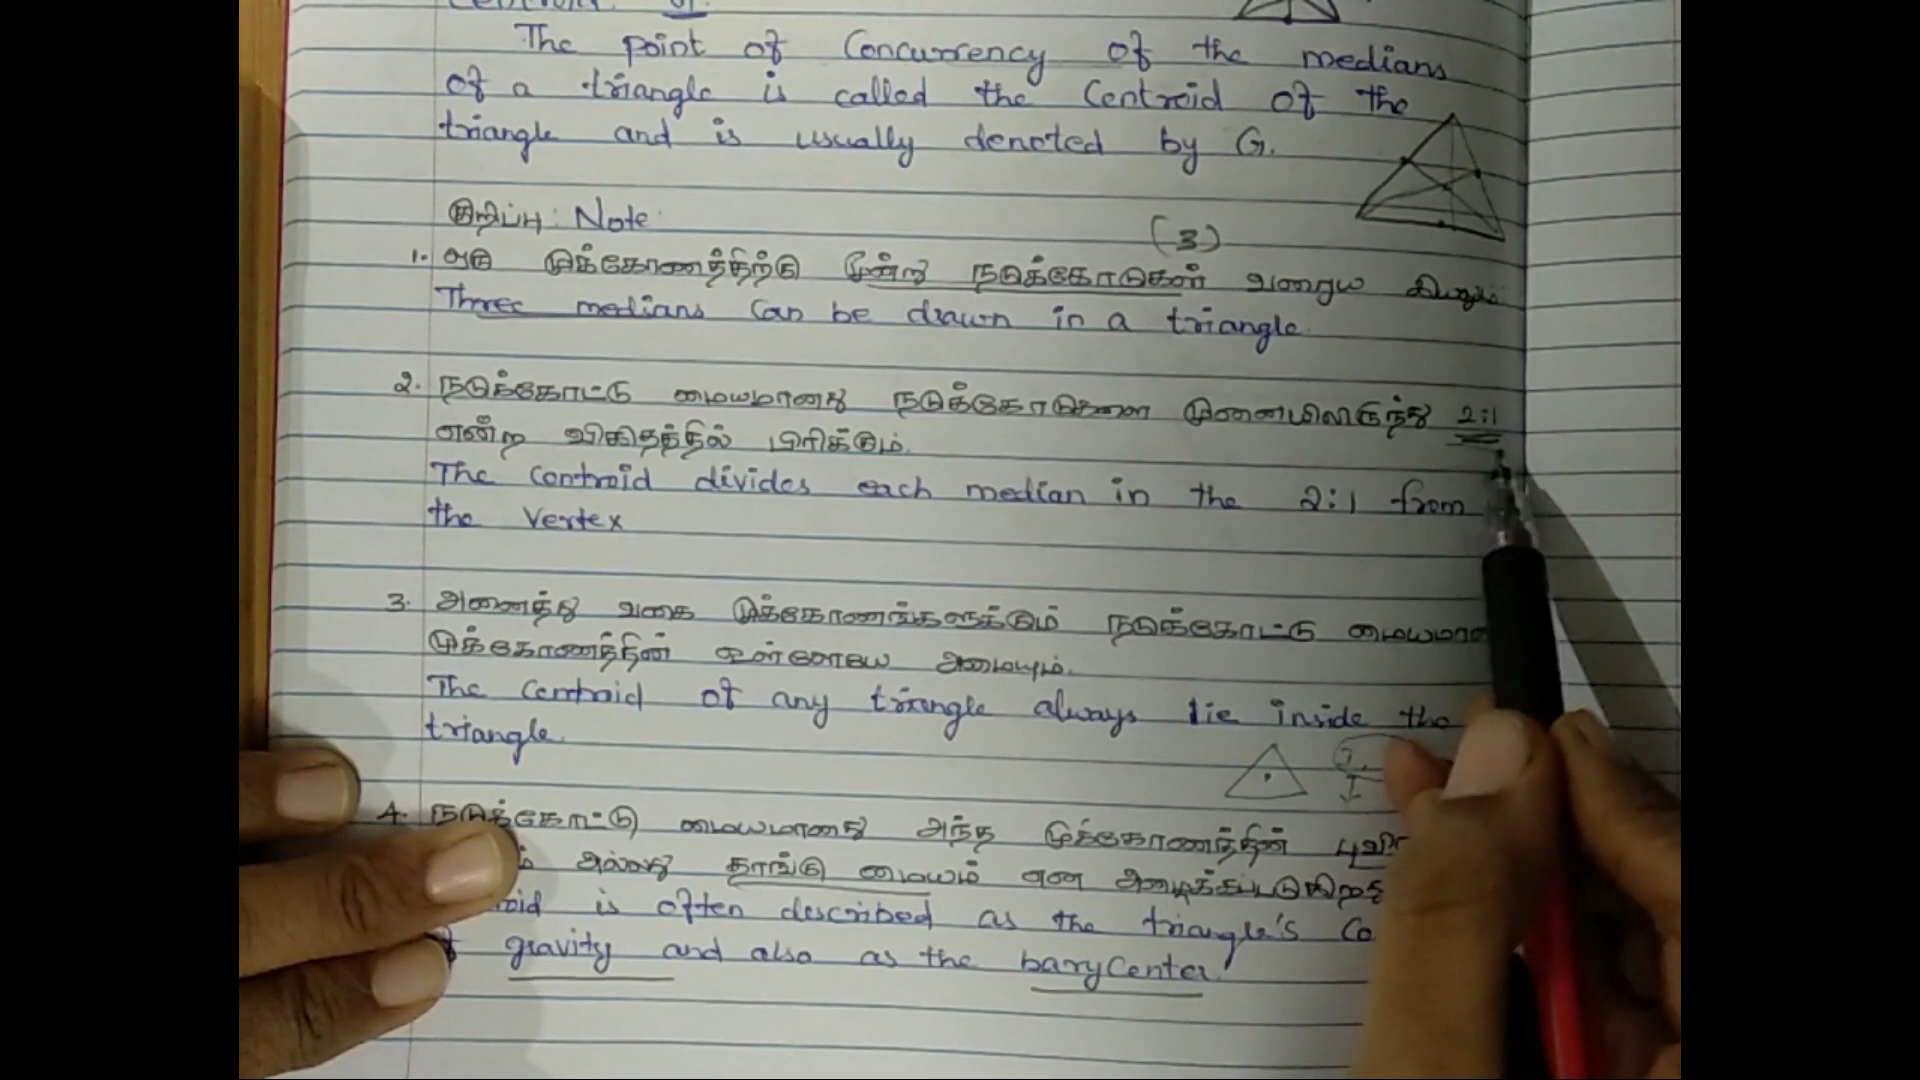 The point of Concurrency of the medians
of a triangle is called the Centroid of the
triangle and is usually denoted by G.
குறிப்பு : Note:
(3)
1. ஒரு முக்கோணத்திற்கு மூன்று நடுக்கோடுகள் வரைய இயலும்
Three medians Can be drawn in a triangle.
2. நடுக்கோட்டு மையமானது நடுக்கோடுகளை முனையிலிருந்து 2:1
என்ற விகிதத்தில் பிரிக்கும்.
The Centroid divides each median in the 2:1 from
the Vertex
3. அனைத்து வகை முக்கோணங்களுக்கும் நடுக்கோட்டு
முக்கோணத்தின் உள்ளேயே அமையும்.
The Centroid of any triangle always lie inside the
triangle.
4. நடுக்கோட்டு மையமானது அந்த முக்கோணத்தின்
அல்லது தாங்கு மையம் என அழைக்கப்படுகிறது
is often described as the triangle's
gravity and also as the baryCenter.